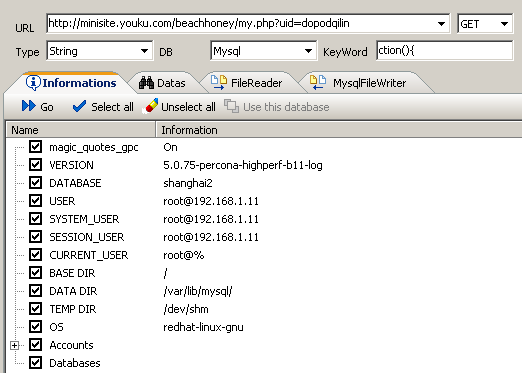 URL http://minisite.youku.com/beachhoney/my.php?uid=dopodqilin GET
Type String DB Mysql KeyWord ction(){
Informations Datas FileReader MysqlFileWriter
Go Select all Unselect all Use this database
Name Information
magic_quotes_gpc On
VERSION 5.0.75-percona-highperf-b11-log
DATABASE shanghai2
USER root@192.168.1.11
SYSTEM_USER root@192.168.1.11
SESSION_USER root@192.168.1.11
CURRENT_USER root@%
BASE DIR /
DATA DIR /var/lib/mysql/
TEMP DIR /dev/shm
OS redhat-linux-gnu
Accounts
Databases